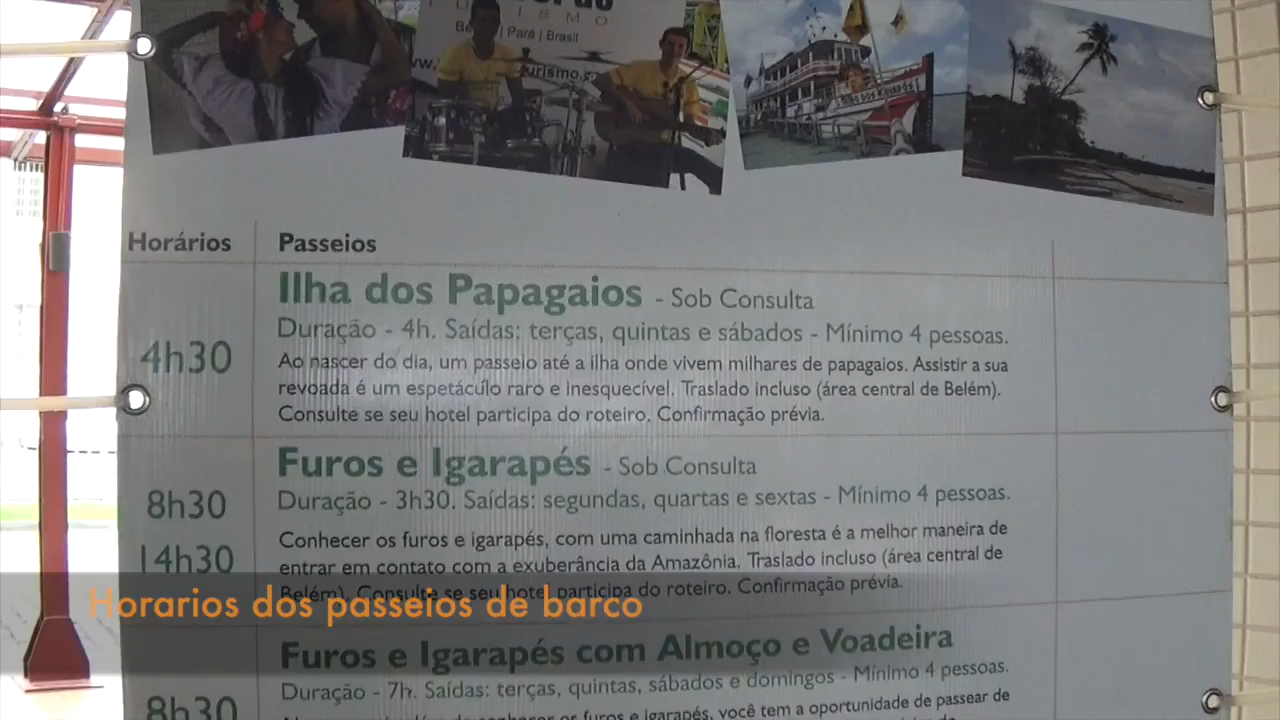 TURISMO
Pará | Brasil
urismo.c
Ilha dos Papagaios - Sob Consulta
Horários Passeios
4h30
Duração - 4h. Saídas: terças, quintas e sábados - Mínimo 4 pessoas.
Ao nascer do dia, um passeio até a ilha onde vivem milhares de papagaios. Assistir a sua
revoada é um espetáculo raro e inesquecível. Traslado incluso (área central de Belém).
Consulte se seu hotel participa do roteiro. Confirmação prévia.
Furos e Igarapés - Sob Consulta
8h30
14h30
Duração - 3h30. Saídas: segundas, quartas e sextas - Mínimo 4 pessoas.
Conhecer os furos e igarapés, com uma caminhada na floresta é a melhor maneira de
entrar em contato com a exuberância da Amazônia. Traslado incluso (área central de
Belém). Consulte se seu hotel participa do roteiro. Confirmação prévia.
Horarios dos passeios de barco
Furos e Igarapés com Almoço e Voadeira
8h30
Duração - 7h. Saídas: terças, quintas, sábados e domingos - Mínimo 4 pessoas.
conhecer os furos e igarapés, você tem a oportunidade de passear de